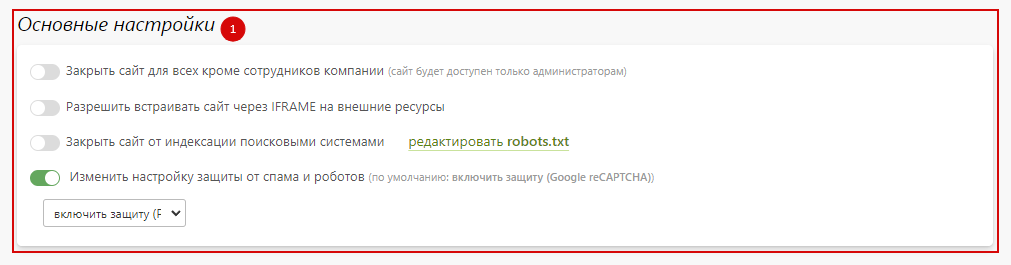 Основные настройки 1
Закрыть сайт для всех кроме сотрудников компании (сайт будет доступен только администраторам)
Разрешить встраивать сайт через IFRAME на внешние ресурсы
Закрыть сайт от индексации поисковыми системами редактировать robots.txt
Изменить настройку защиты от спама и роботов (по умолчанию: включить защиту (Google reCAPTCHA))
включить защиту (F